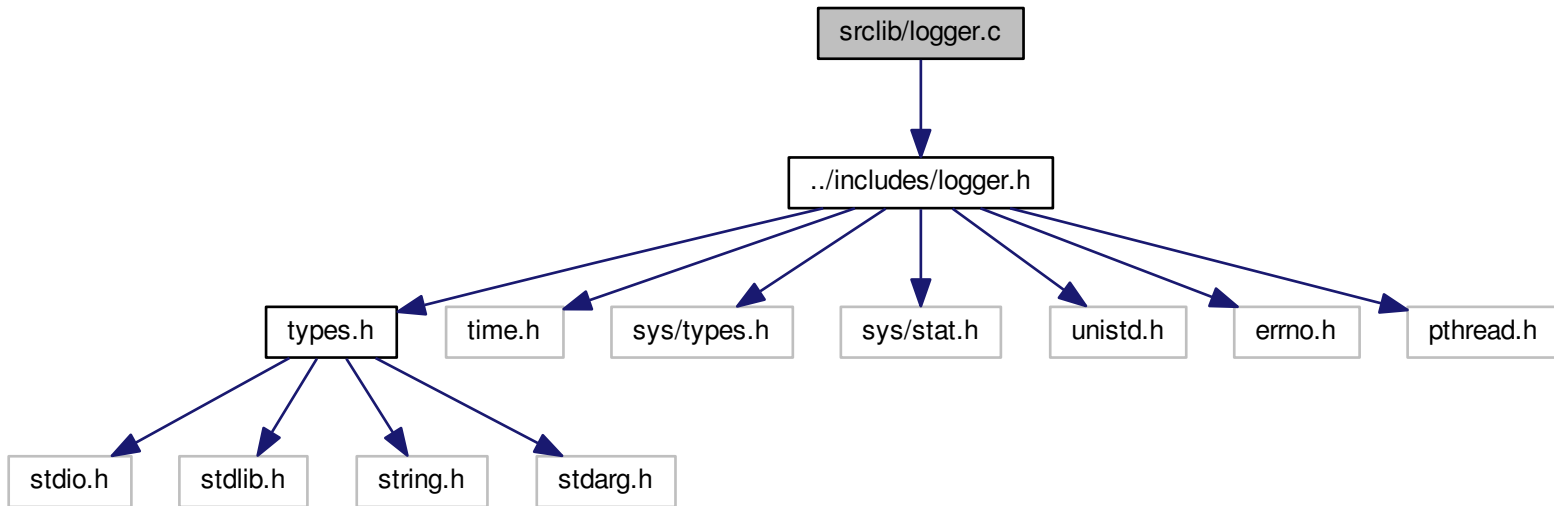 srclib/logger.c
../includes/logger.h
types.h
time.h
sys/types.h
sys/stat.h
unistd.h
errno.h
pthread.h
stdio.h
stdlib.h
string.h
stdarg.h